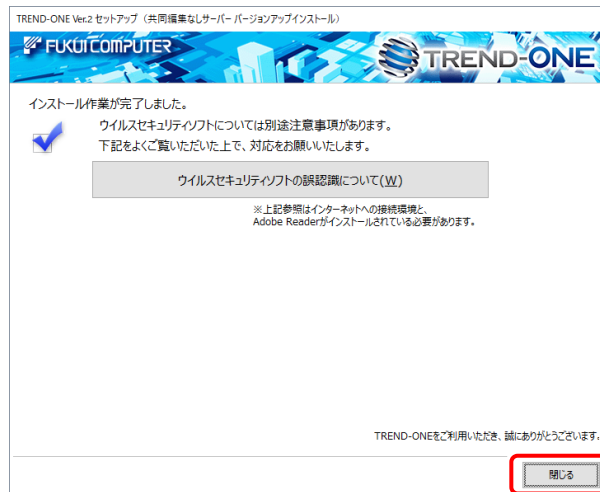 TREND-ONE Ver.2 セットアップ（共同編集なしサーバー バージョンアップインストール）
FUKUI COMPUTER
TREND-ONE
インストール作業が完了しました。
ウイルスセキュリティソフトについては別途注意事項があります。
下記をよくご覧いただいた上で、対応をお願いいたします。
ウイルスセキュリティソフトの誤認識について(W)
※上記参照はインターネットへの接続環境と、
Adobe Readerがインストールされている必要があります。
TREND-ONEをご利用いただき、誠にありがとうございます。
閉じる